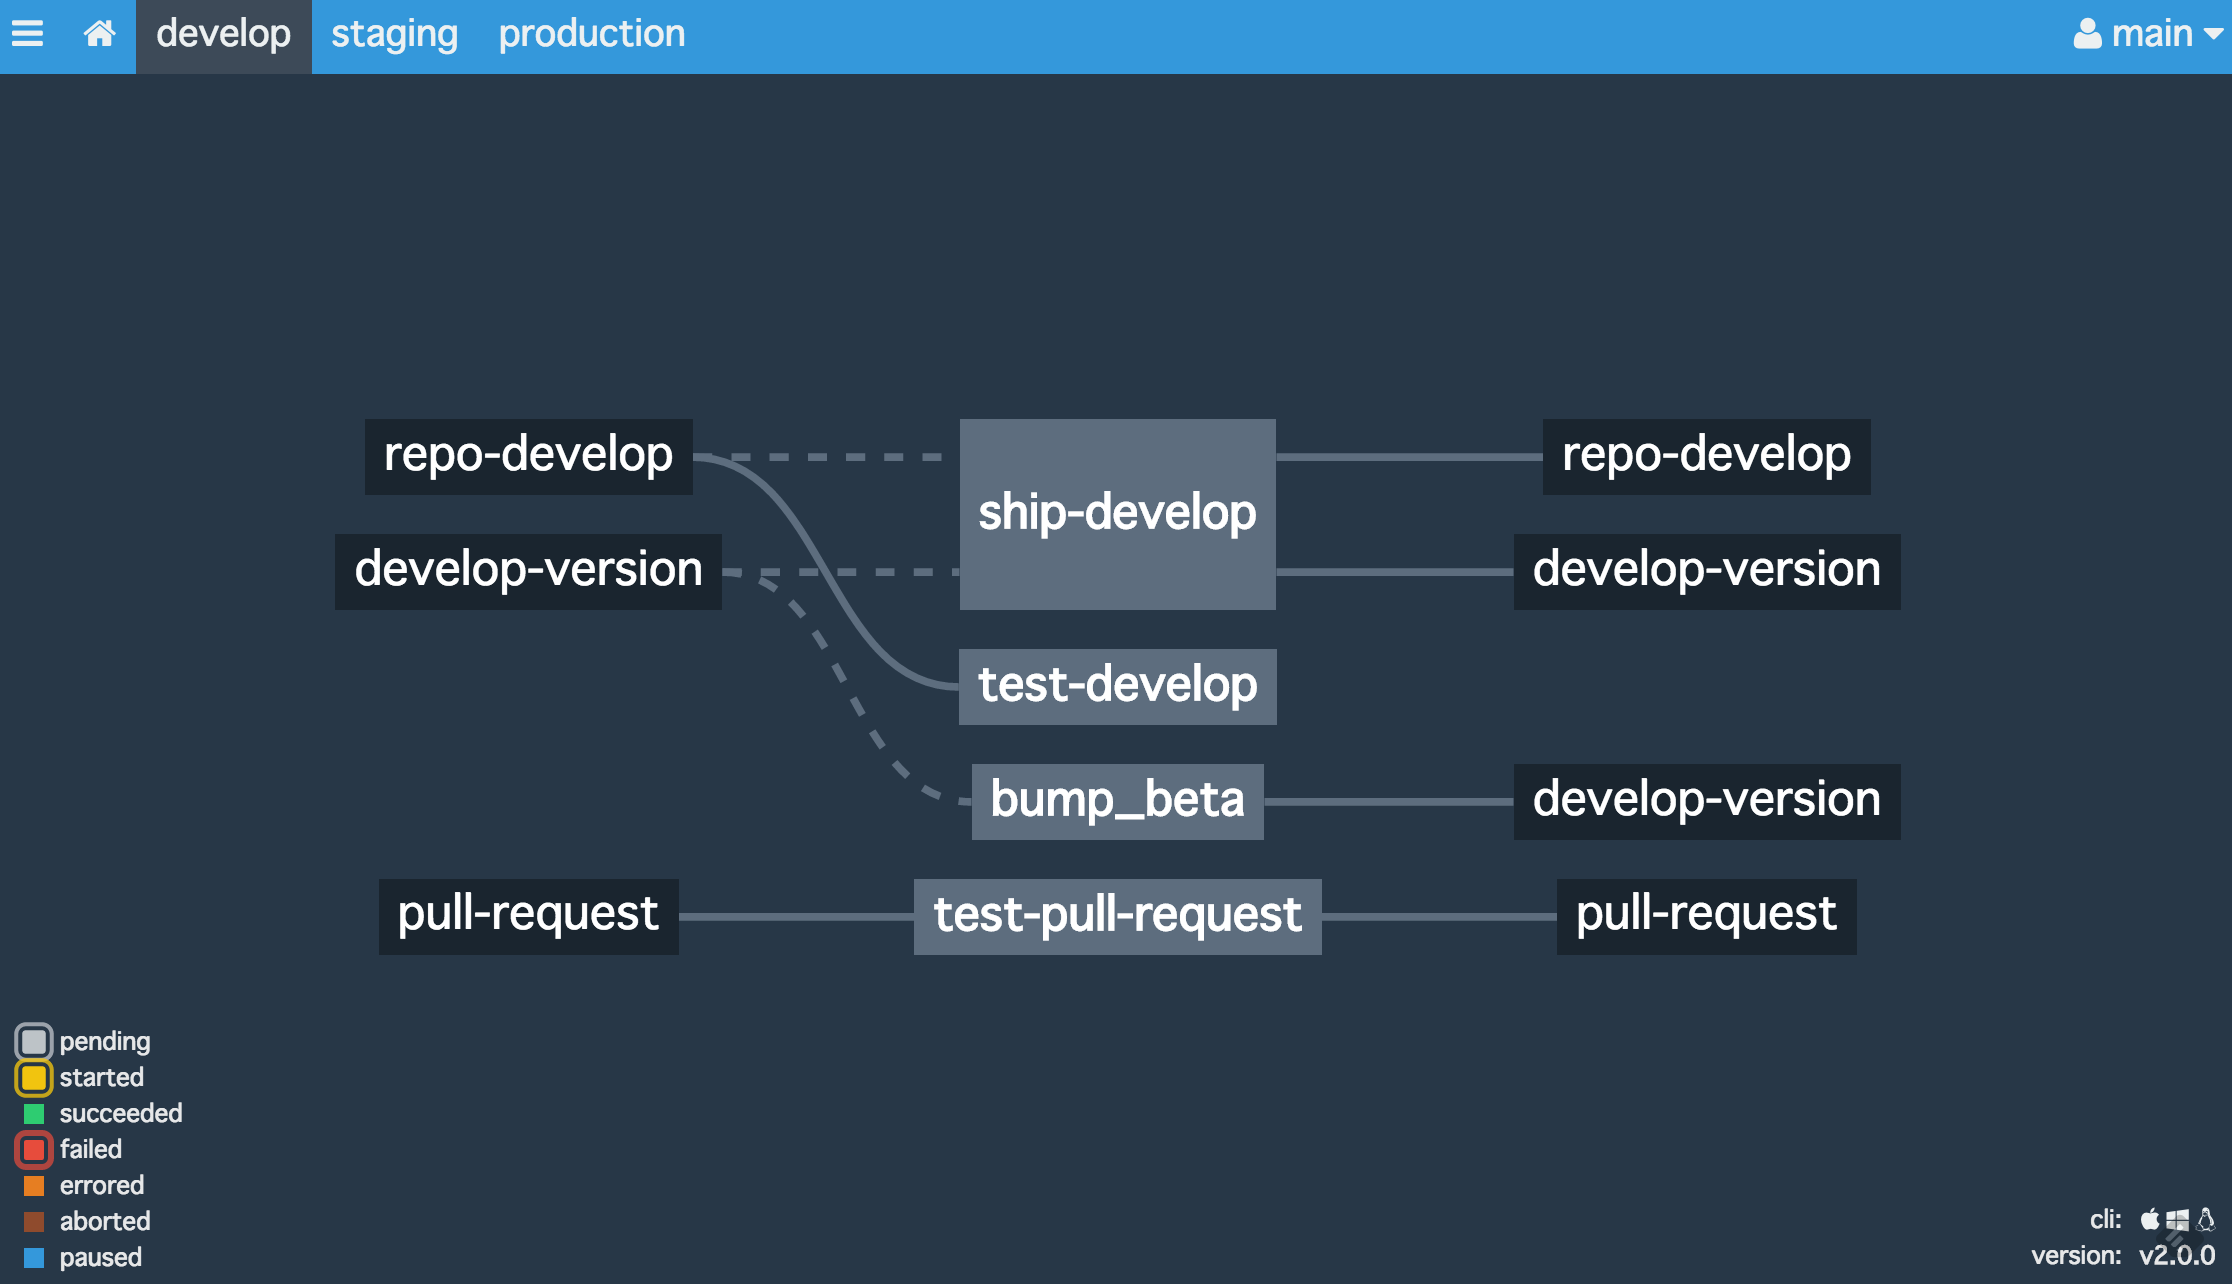 develop staging production main
repo-develop ship-develop repo-develop
develop-version develop-version
test-develop
bump_beta develop-version
pull-request test-pull-request pull-request
pending
started
succeeded
failed
errored
aborted
paused
cli:
version: v2.0.0